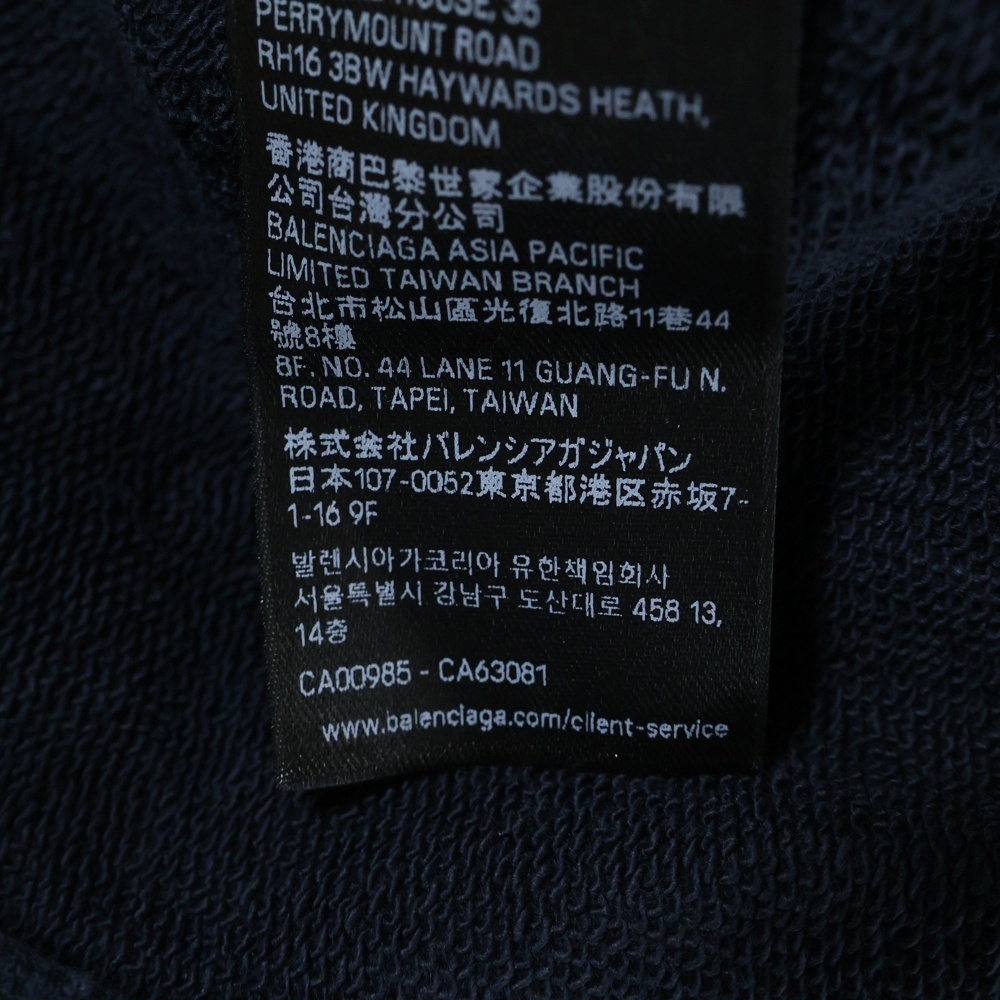 HOUSE, 36
PERRYMOUNT ROAD
RH16 3BW HAYWARDS HEATH,
UNITED KINGDOM
香港商巴黎世家企業股份有限
公司台灣分公司
BALENCIAGA ASIA PACIFIC
LIMITED TAIWAN BRANCH
台北市松山區光復北路11巷44
號8樓
8F. NO. 44 LANE 11 GUANG-FU N.
ROAD, TAPEI, TAIWAN
株式会社バレンシアガジャパン
日本107-0052東京都港区赤坂7-
1-16 9F
발렌시아가코리아 유한책임회사
서울특별시 강남구 도산대로 458 13,
14층
CA00985 - CA63081
www.balenciaga.com/client-service